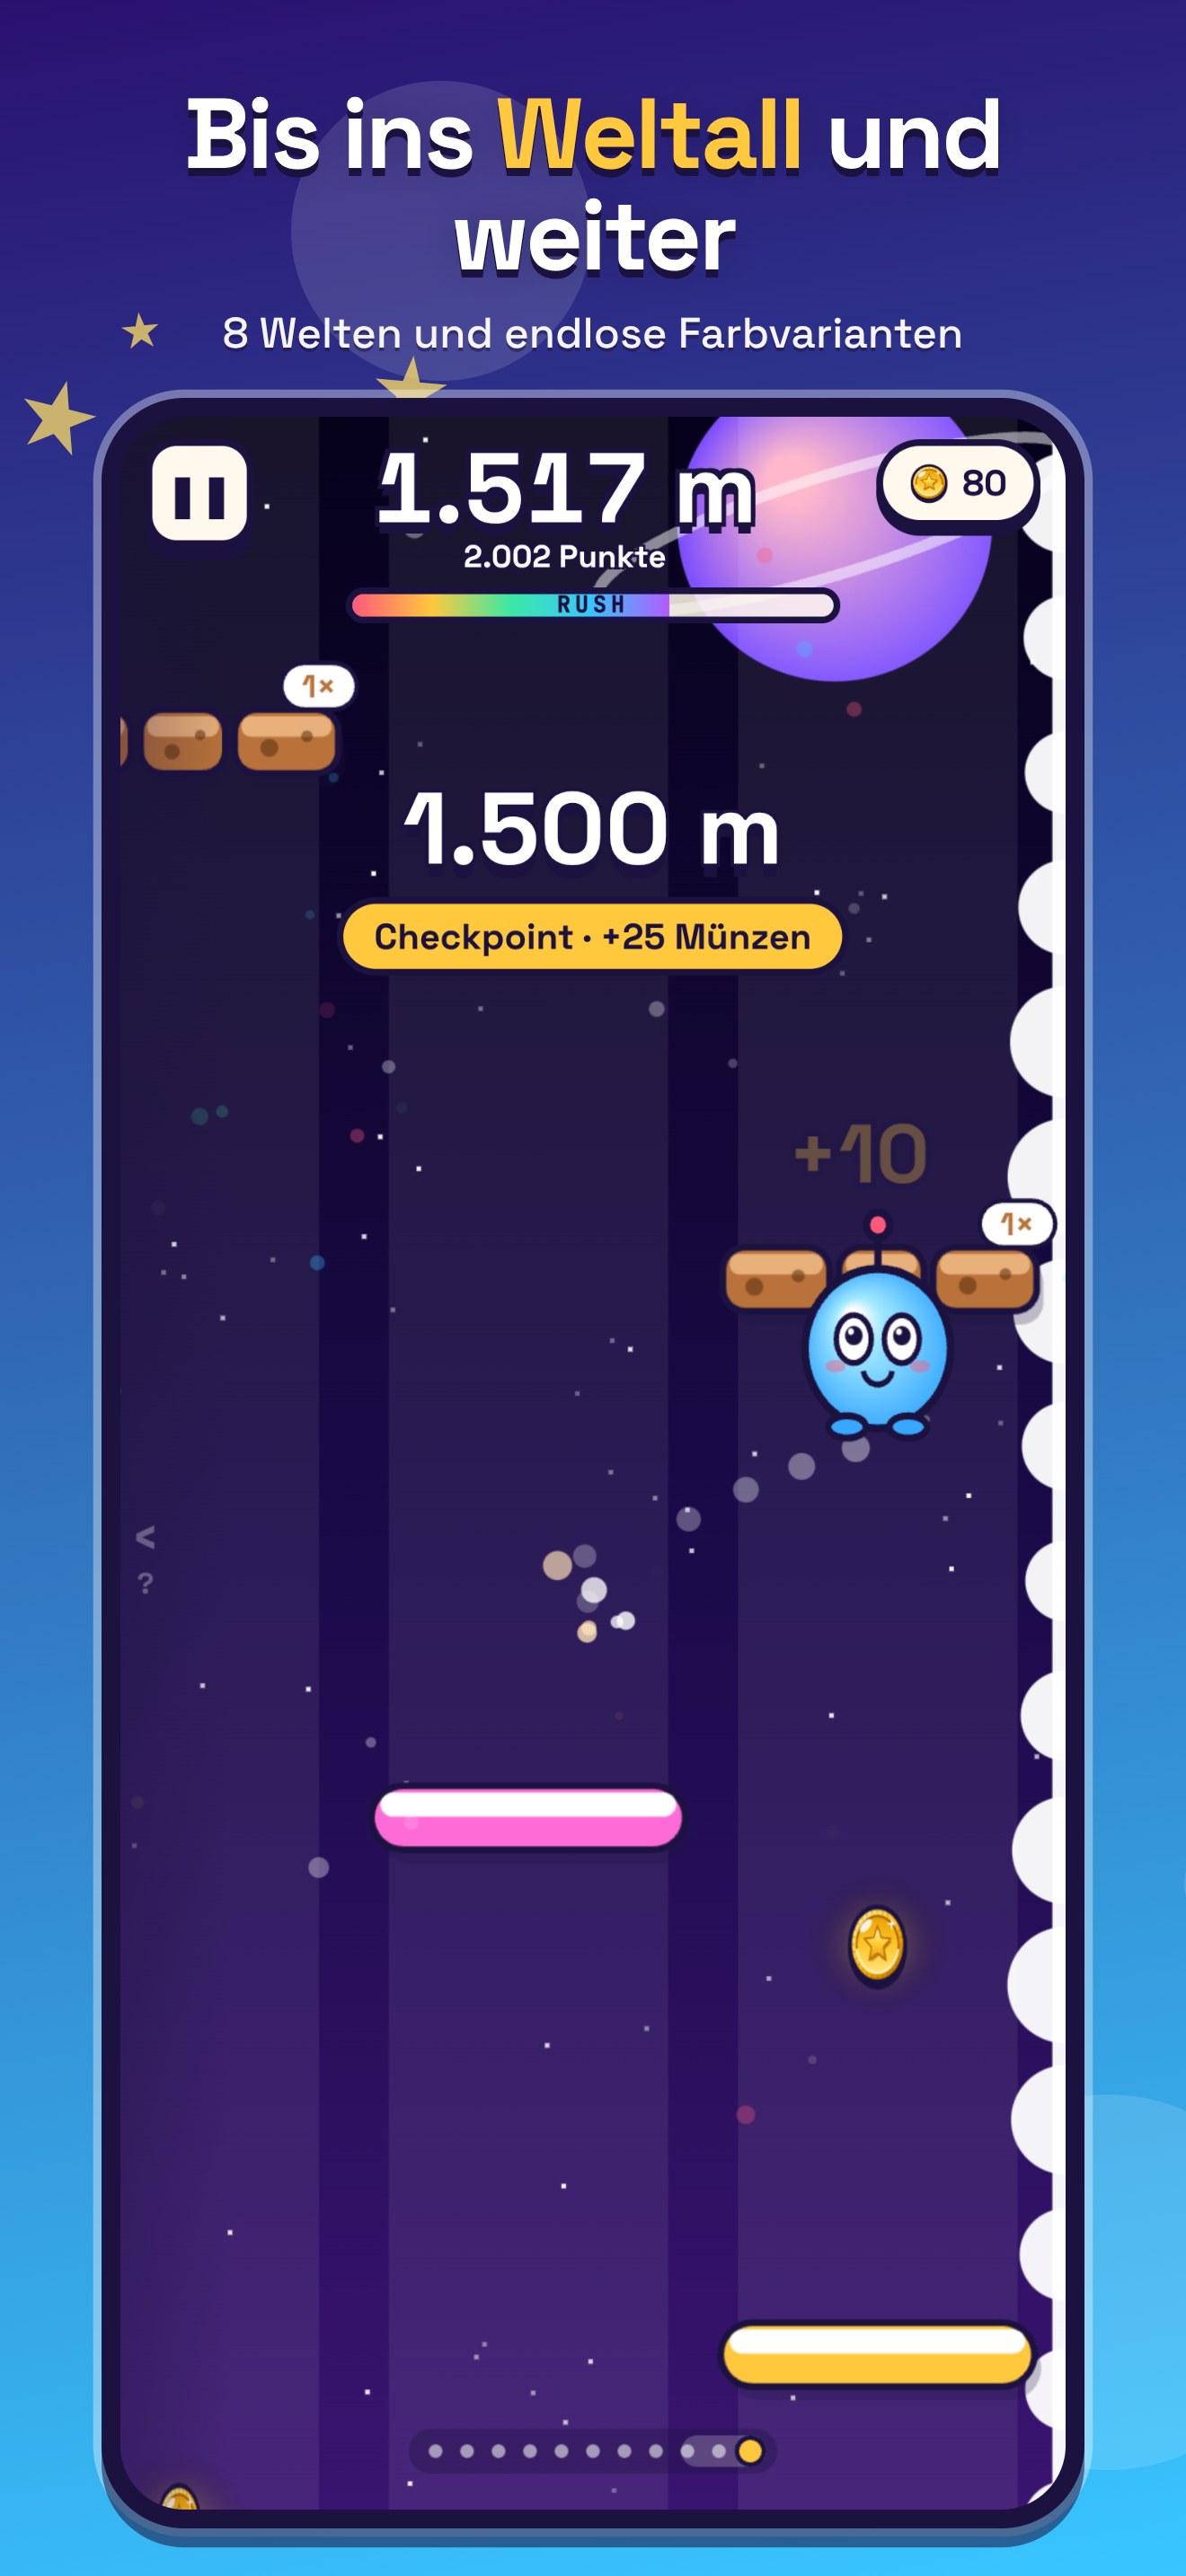 Bis ins Weltall und
weiter
8 Welten und endlose Farbvarianten
1.517 m
80
2.002 Punkte
RUSH
1×
1.500 m
Checkpoint · +25 Münzen
+10
1×
<
?